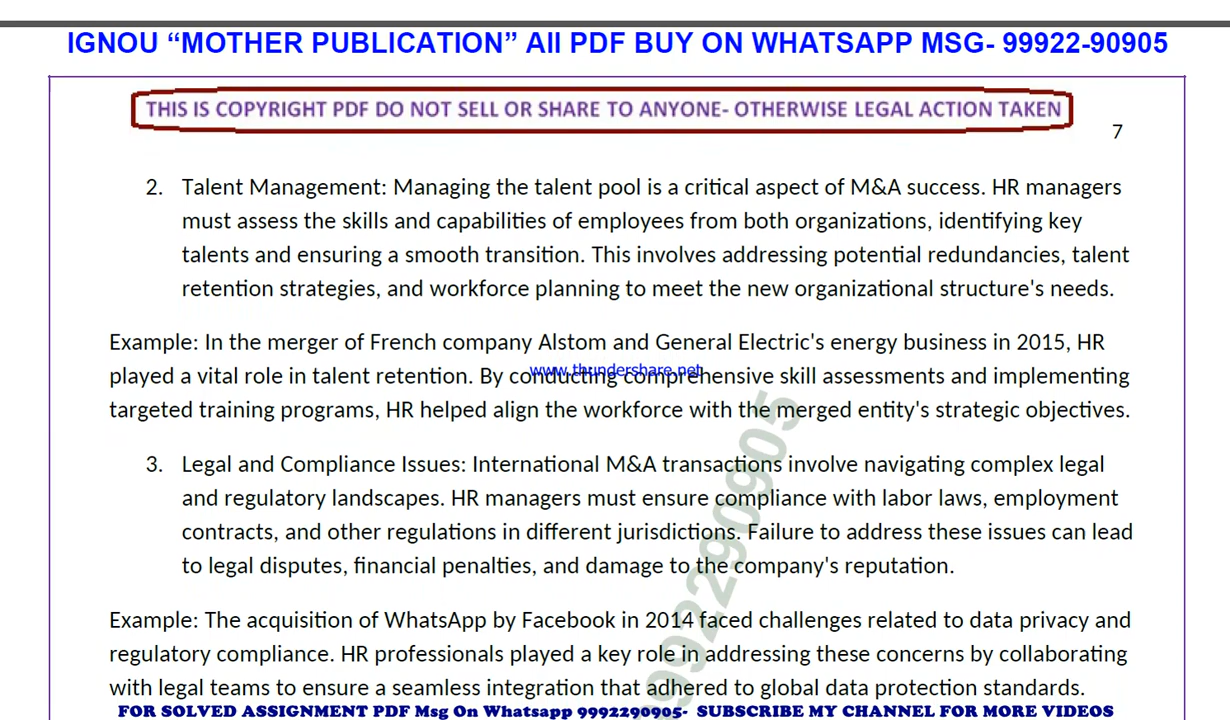 IGNOU “MOTHER PUBLICATION” All PDF BUY ON WHATSAPP MSG- 99922-90905
THIS IS COPYRIGHT PDF DO NOT SELL OR SHARE TO ANYONE- OTHERWISE LEGAL ACTION TAKEN
7
2. Talent Management: Managing the talent pool is a critical aspect of M&A success. HR managers
must assess the skills and capabilities of employees from both organizations, identifying key
talents and ensuring a smooth transition. This involves addressing potential redundancies, talent
retention strategies, and workforce planning to meet the new organizational structure's needs.
Example: In the merger of French company Alstom and General Electric's energy business in 2015, HR
www.thundershare.net
played a vital role in talent retention. By conducting comprehensive skill assessments and implementing
targeted training programs, HR helped align the workforce with the merged entity's strategic objectives.
3. Legal and Compliance Issues: International M&A transactions involve navigating complex legal
and regulatory landscapes. HR managers must ensure compliance with labor laws, employment
contracts, and other regulations in different jurisdictions. Failure to address these issues can lead
to legal disputes, financial penalties, and damage to the company's reputation.
9992290905
Example: The acquisition of WhatsApp by Facebook in 2014 faced challenges related to data privacy and
regulatory compliance. HR professionals played a key role in addressing these concerns by collaborating
with legal teams to ensure a seamless integration that adhered to global data protection standards.
FOR SOLVED ASSIGNMENT PDF Msg On Whatsapp 9992290905- SUBSCRIBE MY CHANNEL FOR MORE VIDEOS